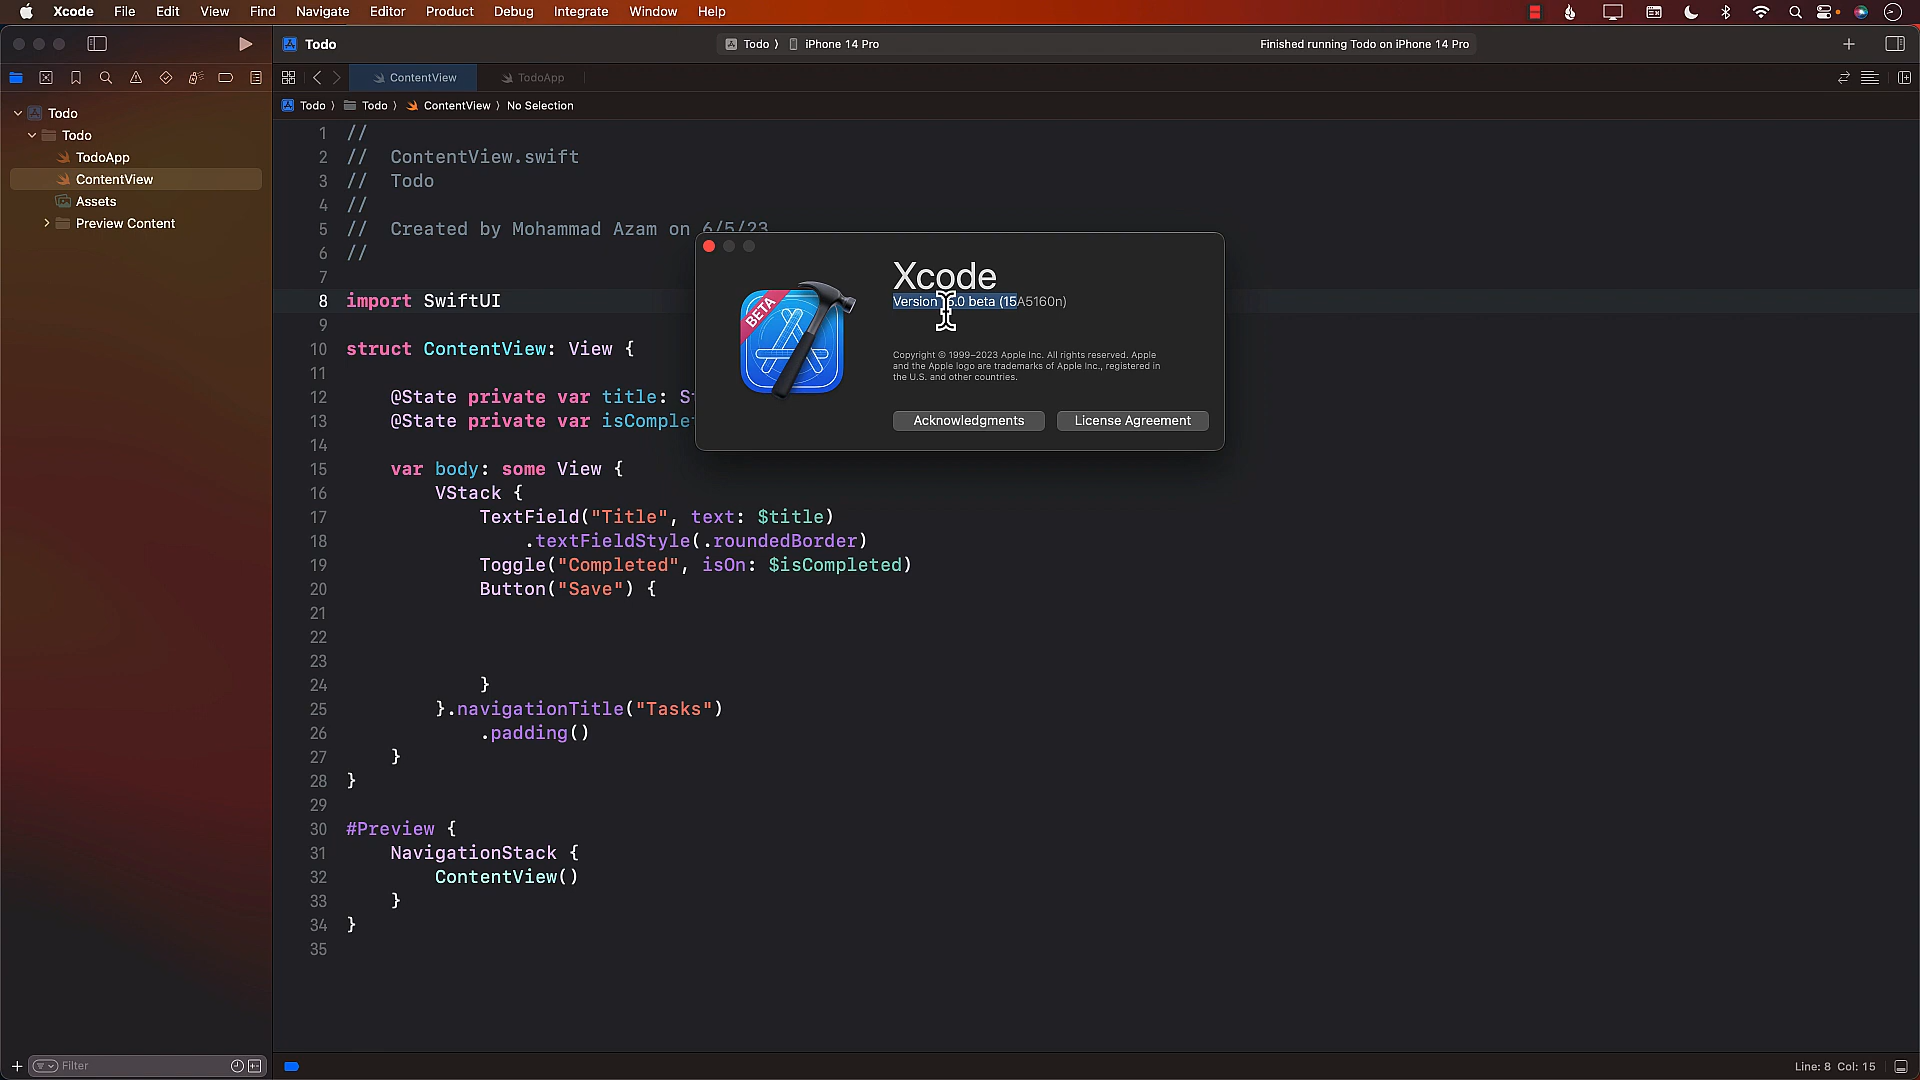 Xcode File Edit View Find Navigate Editor Product Debug Integrate Window Help
Todo
Todo ⟩ iPhone 14 Pro
Finished running Todo on iPhone 14 Pro
ContentView TodoApp
Todo ⟩ Todo ⟩ ContentView ⟩ No Selection
Todo
Todo
TodoApp
ContentView
Assets
Preview Content
1 //
2 //  ContentView.swift
3 //  Todo
4 //
5 //  Created by Mohammad Azam on 6/5/23.
6 //
7
8 import SwiftUI
9
10 struct ContentView: View {
11
12     @State private var title:
13     @State private var
14
15     var body: some View {
16         VStack {
17             TextField("Title", text: $title)
18                 .textFieldStyle(.roundedBorder)
19             Toggle("Completed", isOn: $isCompleted)
20             Button("Save") {
21
22
23
24             }
25         }.navigationTitle("Tasks")
26             .padding()
27     }
28 }
29
30 #Preview {
31     NavigationStack {
32         ContentView()
33     }
34 }
35
BETA
Xcode
Version beta (15A5160n)
Copyright © 1999–2023 Apple Inc. All rights reserved. Apple
and the Apple logo are trademarks of Apple Inc., registered in
the U.S. and other countries.
Acknowledgments License Agreement
Filter
Line: 8 Col: 15